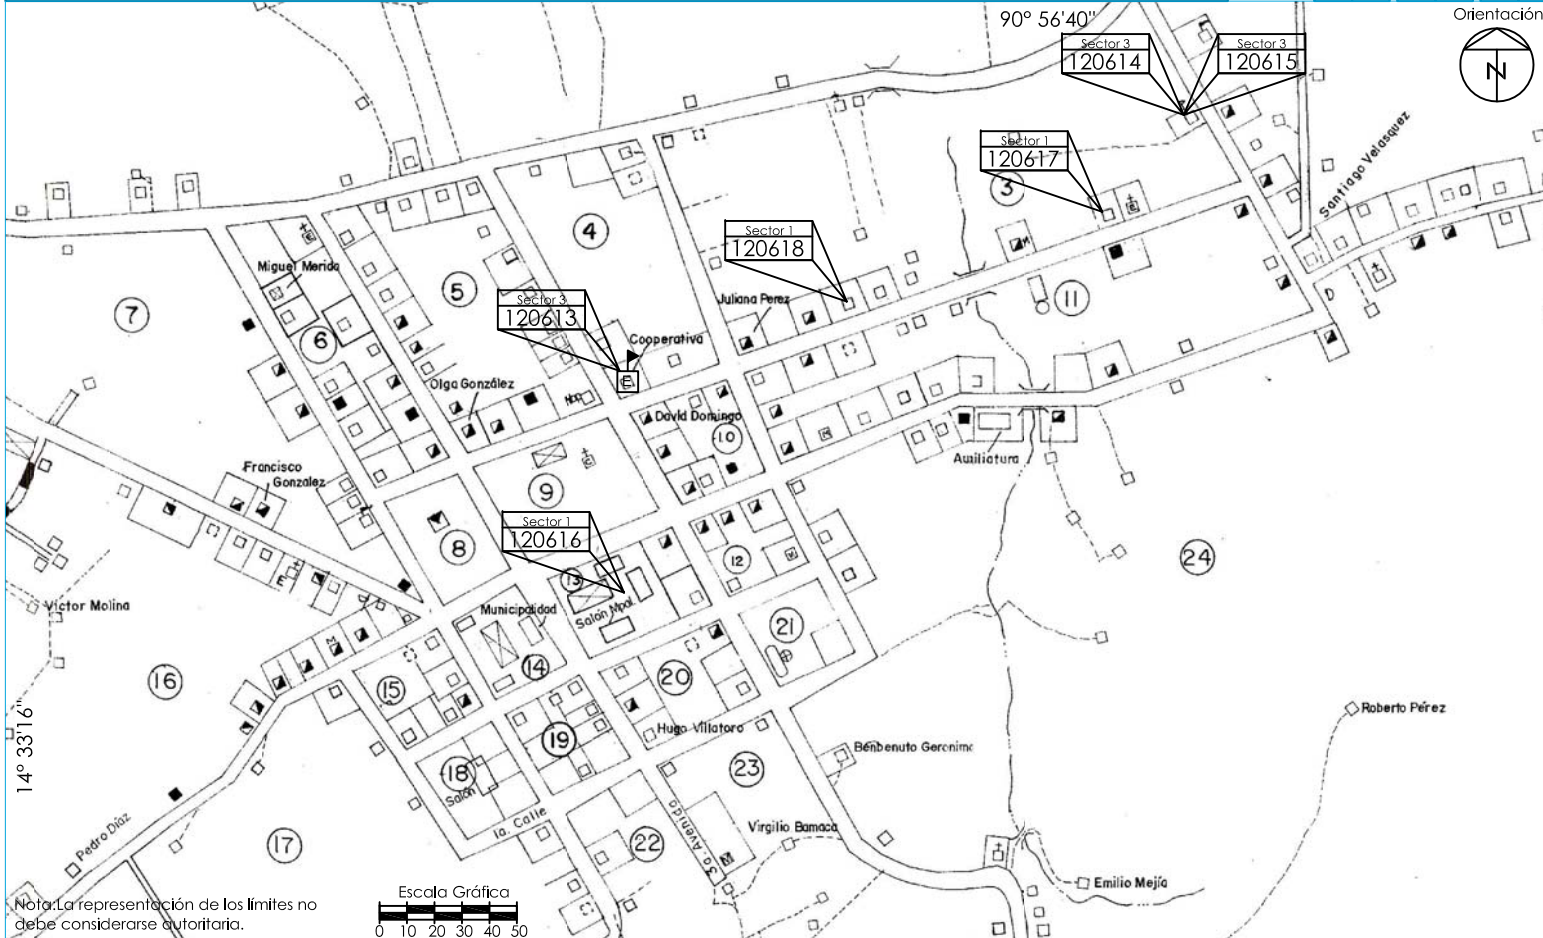 90° 56'40"
Orientación
N
Sector 3
120614
Sector 3
120615
Sector 1
120617
3
Santiago Velasquez
Sector 1
120618
4
Miguel Merida
5
Juliana Perez
11
7
6
Sector 3
120613
Cooperativa
E
Olga González
David Domingo
10
M
Auxiliatura
Francisco
Gonzalez
9
8
Sector 1
120616
12
M
24
E
13
Victor Molina
Municipalidad
Salón Mpal.
21
M
14
16
15
20
14° 33'16"
Roberto Pérez
Hugo Villatoro
19
Benbenuto Geronimo
18
Salón
23
Pedro Díaz
1a. Calle
3a. Avenida
Virgilio Bamaca
17
22
M
Emilio Mejía
Nota:La representación de los límites no
debe considerarse autoritaria.
Escala Gráfica
0 10 20 30 40 50